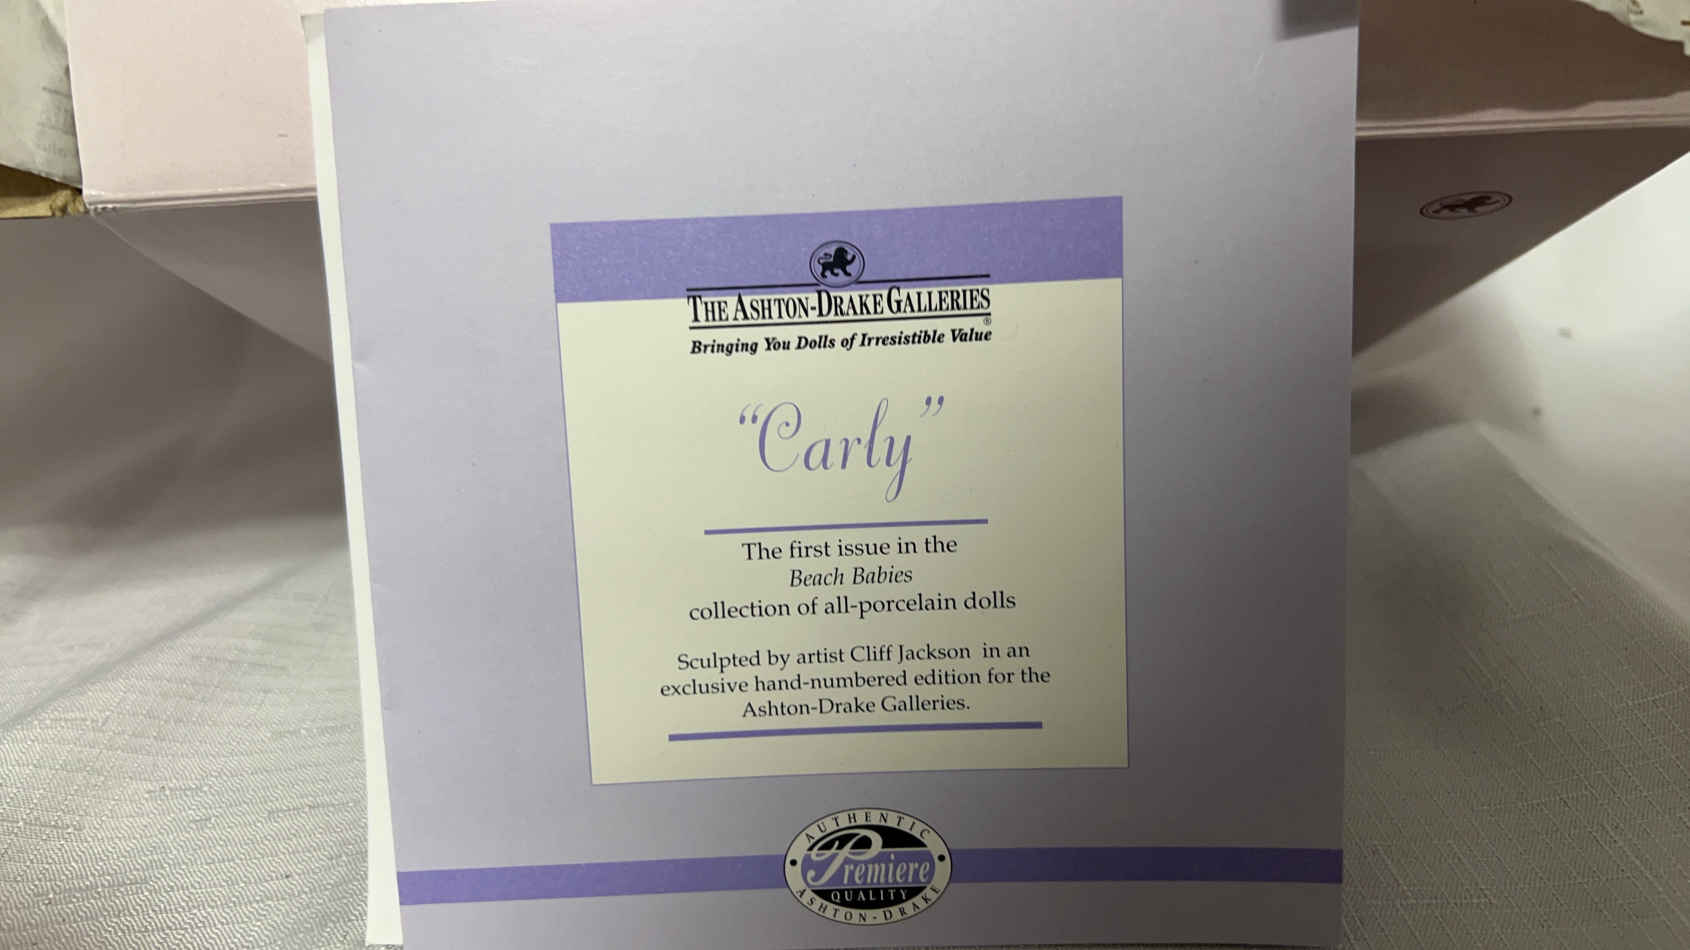 THE ASHTON-DRAKE GALLERIES
®
Bringing You Dolls of Irresistible Value
“Carly”
The first issue in the
Beach Babies
collection of all-porcelain dolls
Sculpted by artist Cliff Jackson in an
exclusive hand-numbered edition for the
Ashton-Drake Galleries.
AUTHENTIC
Premiere
QUALITY
ASHTON-DRAKE